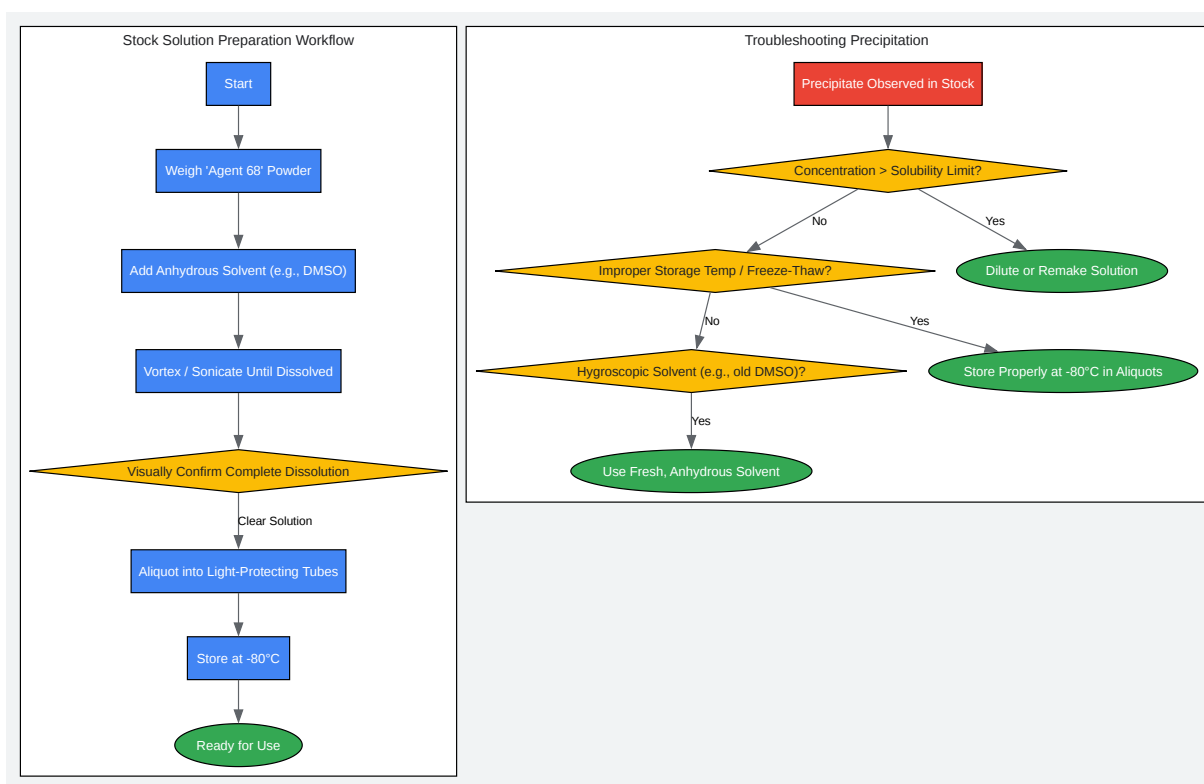 Stock Solution Preparation Workflow
Start
Weigh 'Agent 68' Powder
Add Anhydrous Solvent (e.g., DMSO)
Vortex / Sonicate Until Dissolved
Visually Confirm Complete Dissolution
Clear Solution
Aliquot into Light-Protecting Tubes
Store at -80°C
Ready for Use
Troubleshooting Precipitation
Precipitate Observed in Stock
Concentration > Solubility Limit?
No
Yes
Improper Storage Temp / Freeze-Thaw?
Dilute or Remake Solution
No
Yes
Hygroscopic Solvent (e.g., old DMSO)?
Store Properly at -80°C in Aliquots
Yes
Use Fresh, Anhydrous Solvent